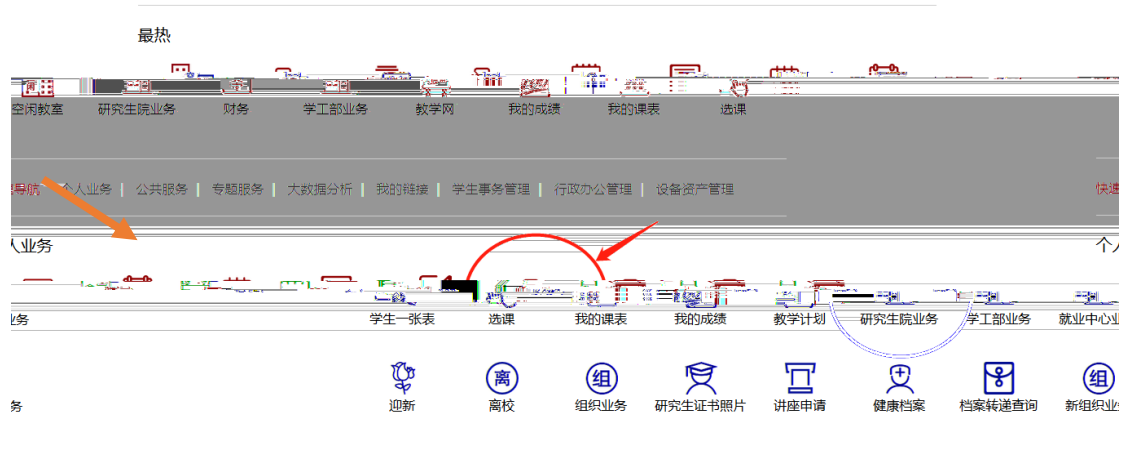 最热
空闲教室 研究生院业务 财务 学工部业务 教学网 我的成绩 我的课表 选课
导航 个人业务 | 公共服务 | 专题服务 | 大数据分析 | 我的链接 | 学生事务管理 | 行政办公管理 | 设备资产管理 快速
人业务 个人
业务 学生一张表 选课 我的课表 我的成绩 教学计划 研究生院业务 学工部业务 就业中心业
离 组 组
务 迎新 离校 组织业务 研究生证书照片 讲座申请 健康档案 档案转递查询 新组织业